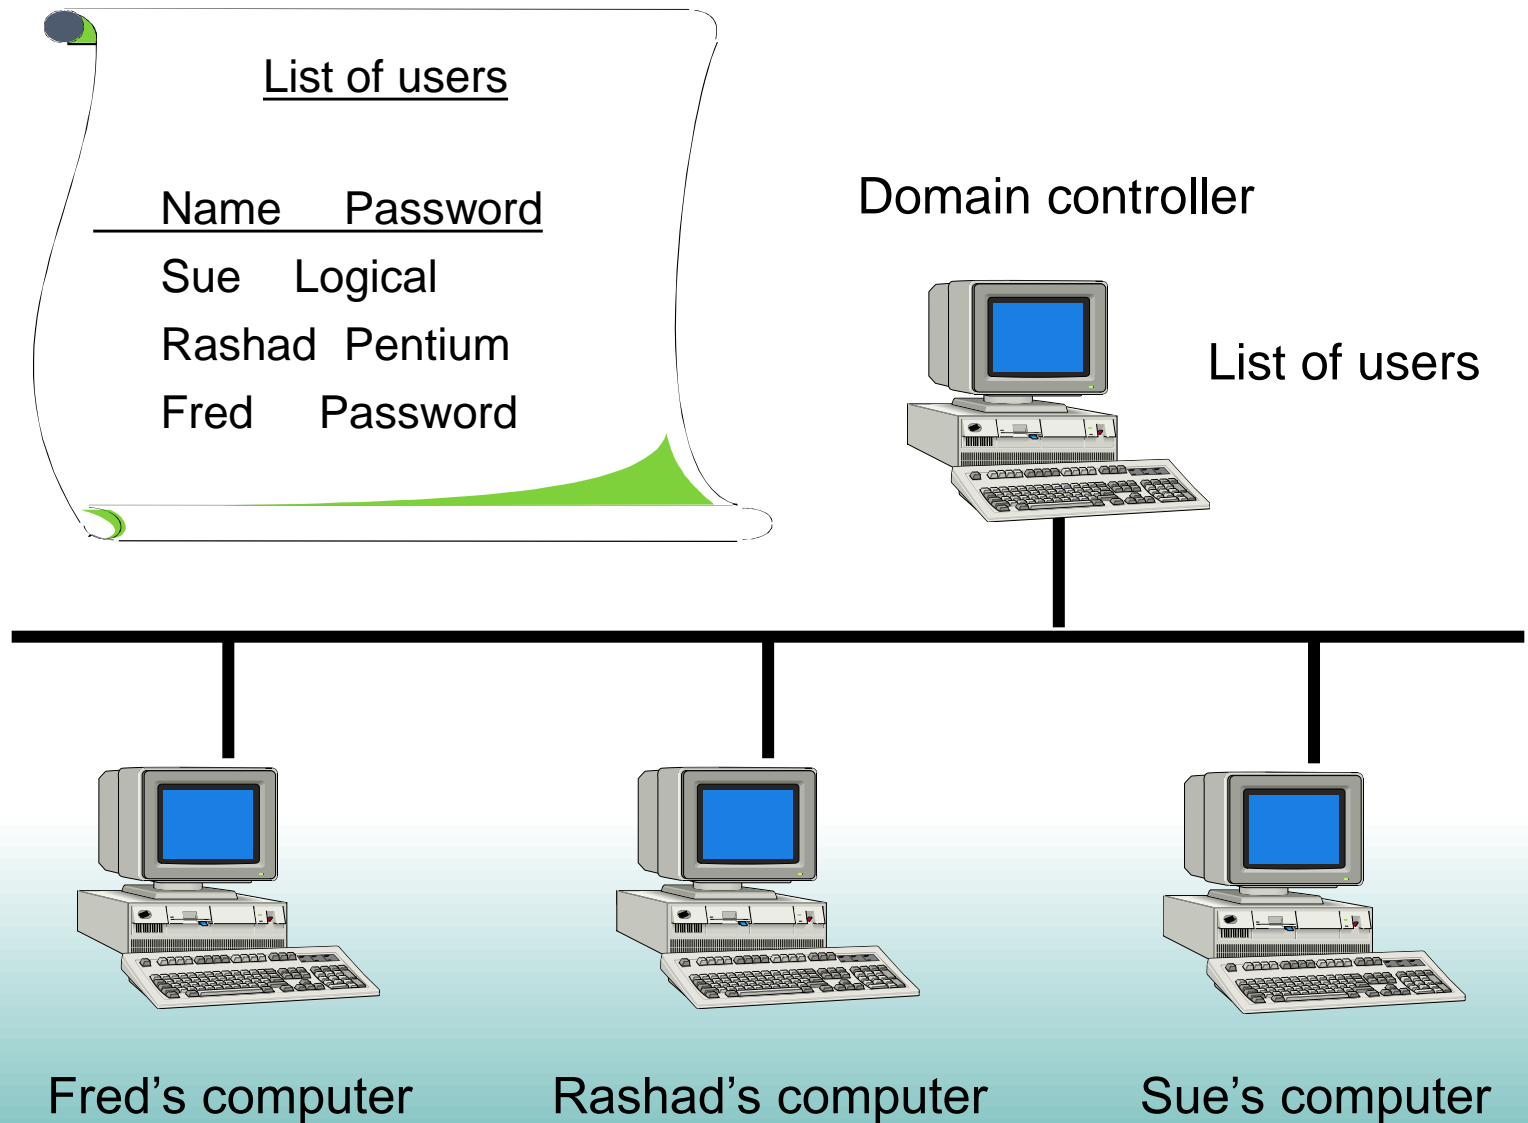 List of users
Name Password
Sue Logical
Rashad Pentium
Fred Password
Domain controller
List of users
Fred’s computer
Rashad’s computer
Sue’s computer